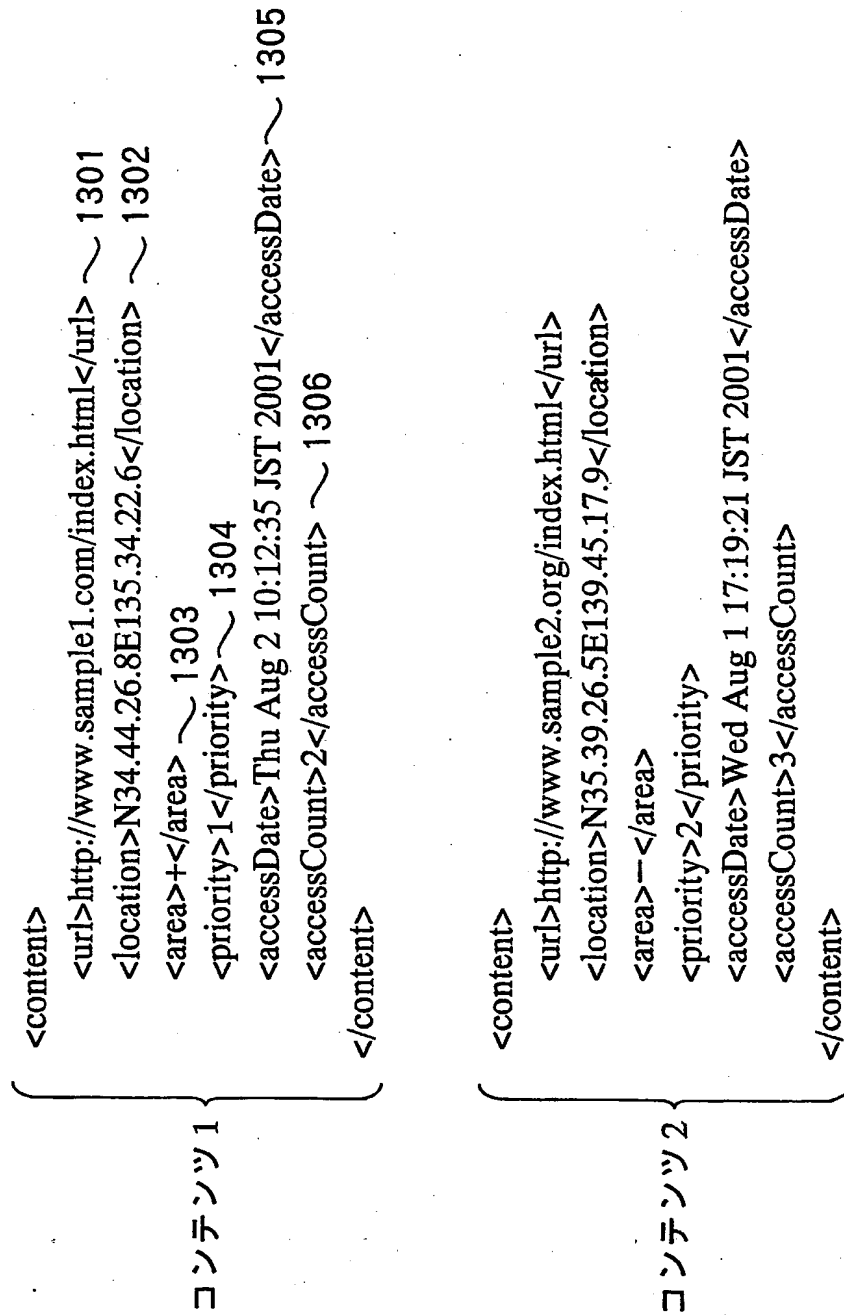 コンテンツ1
<content>
<url>http://www.sample1.com/index.html</url> ～1301
<location>N34.44.26.8E135.34.22.6</location> ～1302
<area>+</area> ～1303
<priority>1</priority>～1304
<accessDate>Thu Aug 2 10:12:35 JST 2001</accessDate>～1305
<accessCount>2</accessCount> ～1306
</content>
コンテンツ2
<content>
<url>http://www.sample2.org/index.html</url>
<location>N35.39.26.5E139.45.17.9</location>
<area>−</area>
<priority>2</priority>
<accessDate>Wed Aug 1 17:19:21 JST 2001</accessDate>
<accessCount>3</accessCount>
</content>